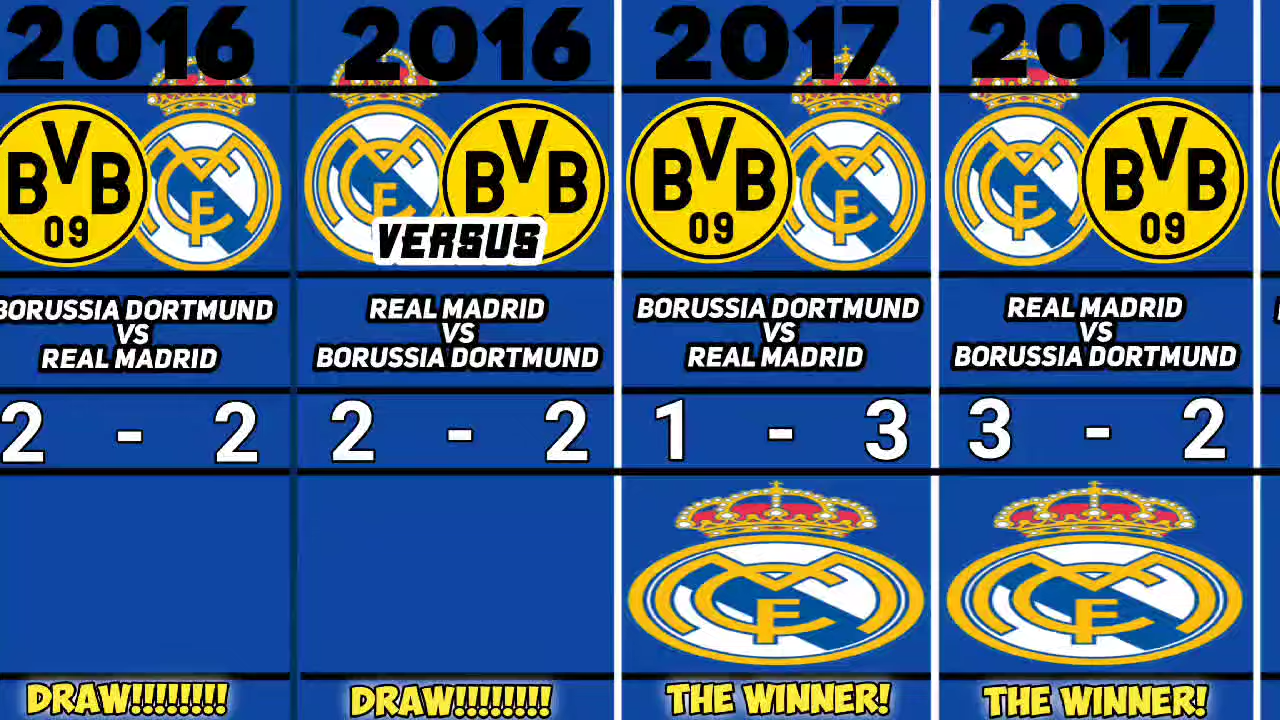 2016
2016
2017
2017
BVB
09
BVB
VERSUS
BVB
09
BVB
09
BORUSSIA DORTMUND
VS
REAL MADRID
REAL MADRID
VS
BORUSSIA DORTMUND
BORUSSIA DORTMUND
VS
REAL MADRID
REAL MADRID
VS
BORUSSIA DORTMUND
2 - 2
2 - 2
1 - 3
3 - 2
DRAW!!!!!!!!
DRAW!!!!!!!!
THE WINNER!
THE WINNER!